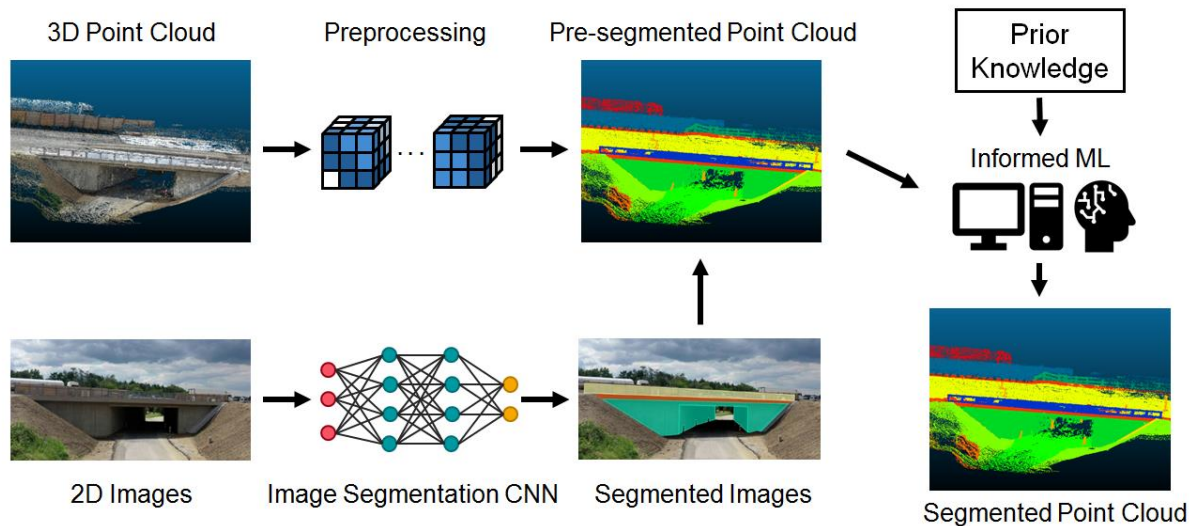 3D Point Cloud
Preprocessing
Pre-segmented Point Cloud
Prior
Knowledge
...
Informed ML
2D Images
Image Segmentation CNN
Segmented Images
Segmented Point Cloud